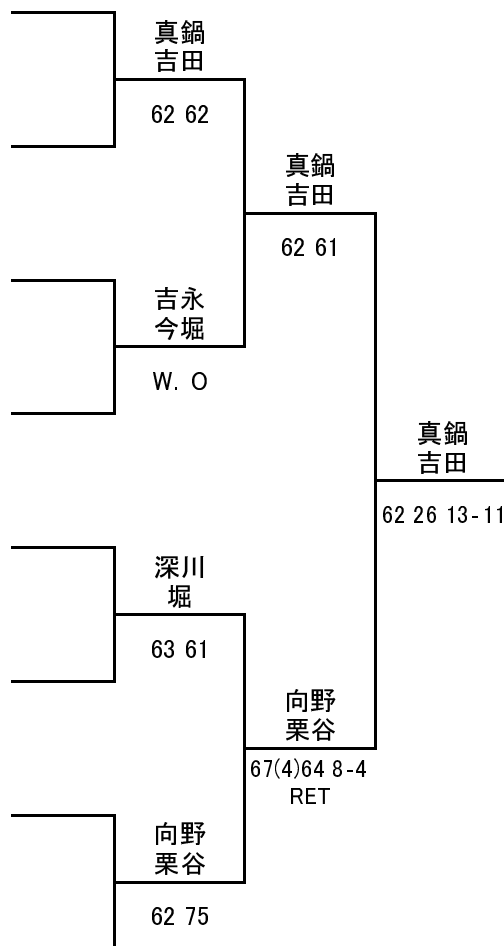 真鍋
吉田
62 62
真鍋
吉田
62 61
吉永
今堀
W. O
真鍋
吉田
62 26 13-11
深川
堀
63 61
向野
栗谷
67(4)64 8-4
RET
向野
栗谷
62 75